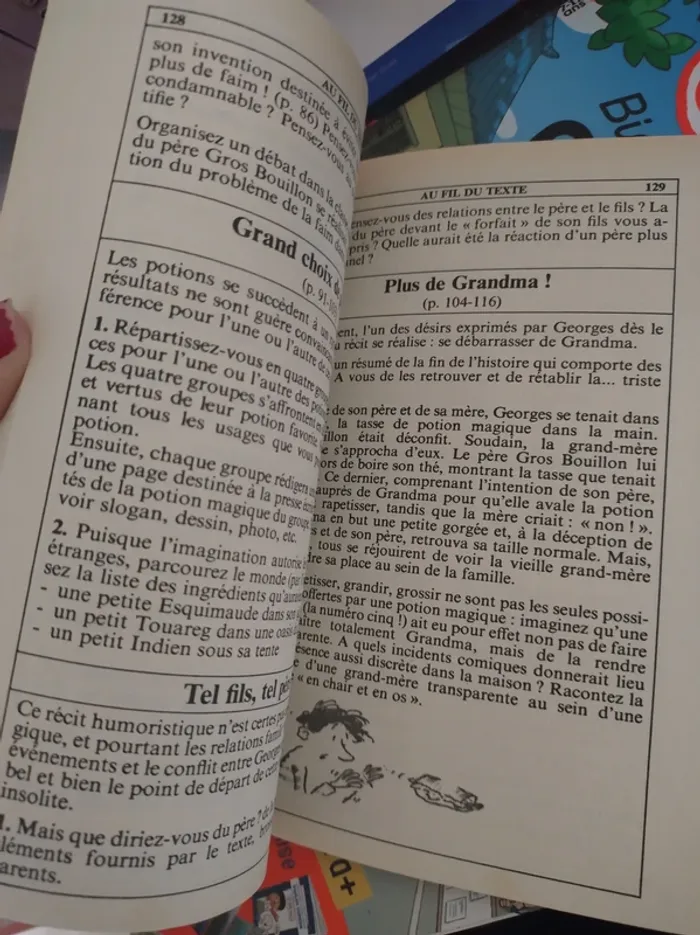 128
AU FIL DU
son invention destinée à
plus de faim ! (p. 86) Pensez-
condamnable ? Pensez-vous
tifie ?
Organisez un débat dans la
du père Gros Bouillon se
tion du problème de la faim
Grand choix
(p. 91-
Les potions se succèdent à un
résultats ne sont guère
férence pour l'une ou l'autre de
1. Répartissez-vous en quatre
ces pour l'une ou l'autre des
Les quatre groupes s'affrontent
et vertus de leur potion favorite
nant tous les usages que
potion.
Ensuite, chaque groupe rédigera
d'une page destinée à la presse
tés de la potion magique du groupe
voir slogan, dessin, photo, etc.
2. Puisque l'imagination autorise
étranges, parcourez le monde
sez la liste des ingrédients
- une petite Esquimaude dans son
- un petit Touareg dans une oasis
- un petit Indien sous sa tente
Tel fils, tel
Ce récit humoristique n'est certes
gique, et pourtant les relations
événements et le conflit entre
bel et bien le point de départ de
insolite.
1. Mais que diriez-vous du père ?
léments fournis par le texte,
arents.
AU FIL DU TEXTE
129
ensez-vous des relations entre le père et le fils ? La
du père devant le « forfait » de son fils vous a-
pris ? Quelle aurait été la réaction d'un père plus
nel ?
Plus de Grandma !
(p. 104-116)
ent, l'un des désirs exprimés par Georges dès le
récit se réalise : se débarrasser de Grandma.
un résumé de la fin de l'histoire qui comporte des
A vous de les retrouver et de rétablir la... triste
de son père et de sa mère, Georges se tenait dans
la tasse de potion magique dans la main.
illon était déconfit. Soudain, la grand-mère
s'approcha d'eux. Le père Gros Bouillon lui
ors de boire son thé, montrant la tasse que tenait
Ce dernier, comprenant l'intention de son père,
auprès de Grandma pour qu'elle avale la potion
rapetisser, tandis que la mère criait : « non ! ».
na en but une petite gorgée et, à la déception de
s et de son père, retrouva sa taille normale. Mais,
tous se réjouirent de voir la vieille grand-mère
dre sa place au sein de la famille.
etisser, grandir, grossir ne sont pas les seules possi-
offertes par une potion magique : imaginez qu'une
(la numéro cinq !) ait eu pour effet non pas de faire
aître totalement Grandma, mais de la rendre
arente. A quels incidents comiques donnerait lieu
ésence aussi discrète dans la maison ? Racontez la
d'une grand-mère transparente au sein d'une
« en chair et en os ».
ans